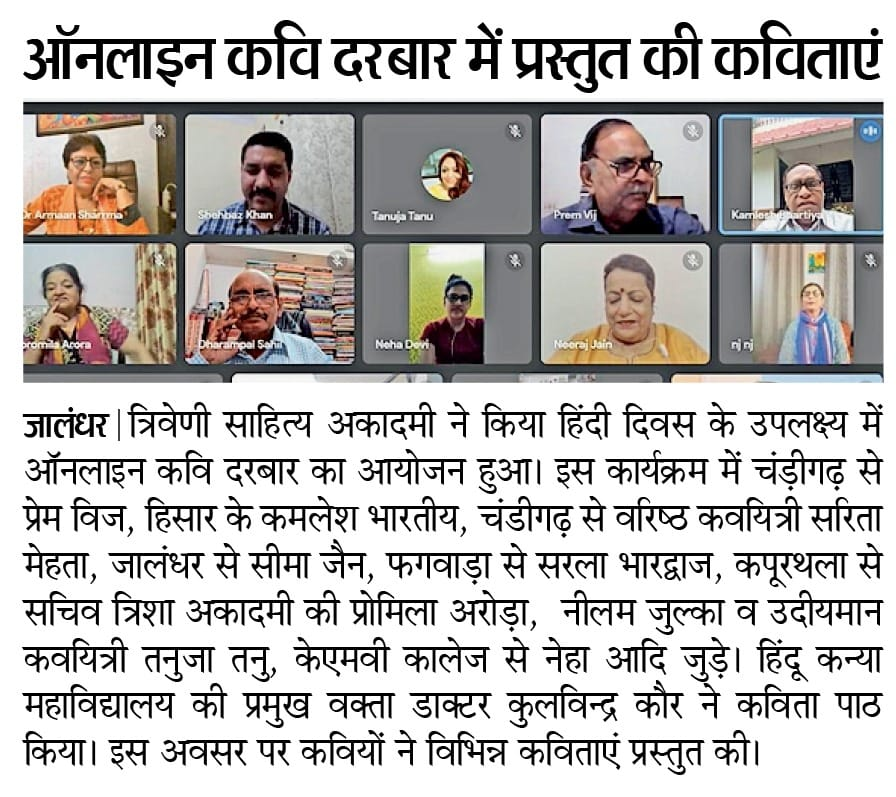 ऑनलाइन कवि दरबार में प्रस्तुत की कविताएं
Dr Armaan Sharrma
Shehbaz Khan
Tanuja Tanu
Prem Vij
Kamlesh Bhartiya
promila Arora
Dharampal Sahil
Neha Devi
Neeraj Jain
nj nj
जालंधर | त्रिवेणी साहित्य अकादमी ने किया हिंदी दिवस के उपलक्ष्य में
ऑनलाइन कवि दरबार का आयोजन हुआ। इस कार्यक्रम में चंड़ीगढ़ से
प्रेम विज, हिसार के कमलेश भारतीय, चंडीगढ़ से वरिष्ठ कवयित्री सरिता
मेहता, जालंधर से सीमा जैन, फगवाड़ा से सरला भारद्वाज, कपूरथला से
सचिव त्रिशा अकादमी की प्रोमिला अरोड़ा, नीलम जुल्का व उदीयमान
कवयित्री तनुजा तनु, केएमवी कालेज से नेहा आदि जुड़े। हिंदू कन्या
महाविद्यालय की प्रमुख वक्ता डाक्टर कुलविन्द्र कौर ने कविता पाठ
किया। इस अवसर पर कवियों ने विभिन्न कविताएं प्रस्तुत की।